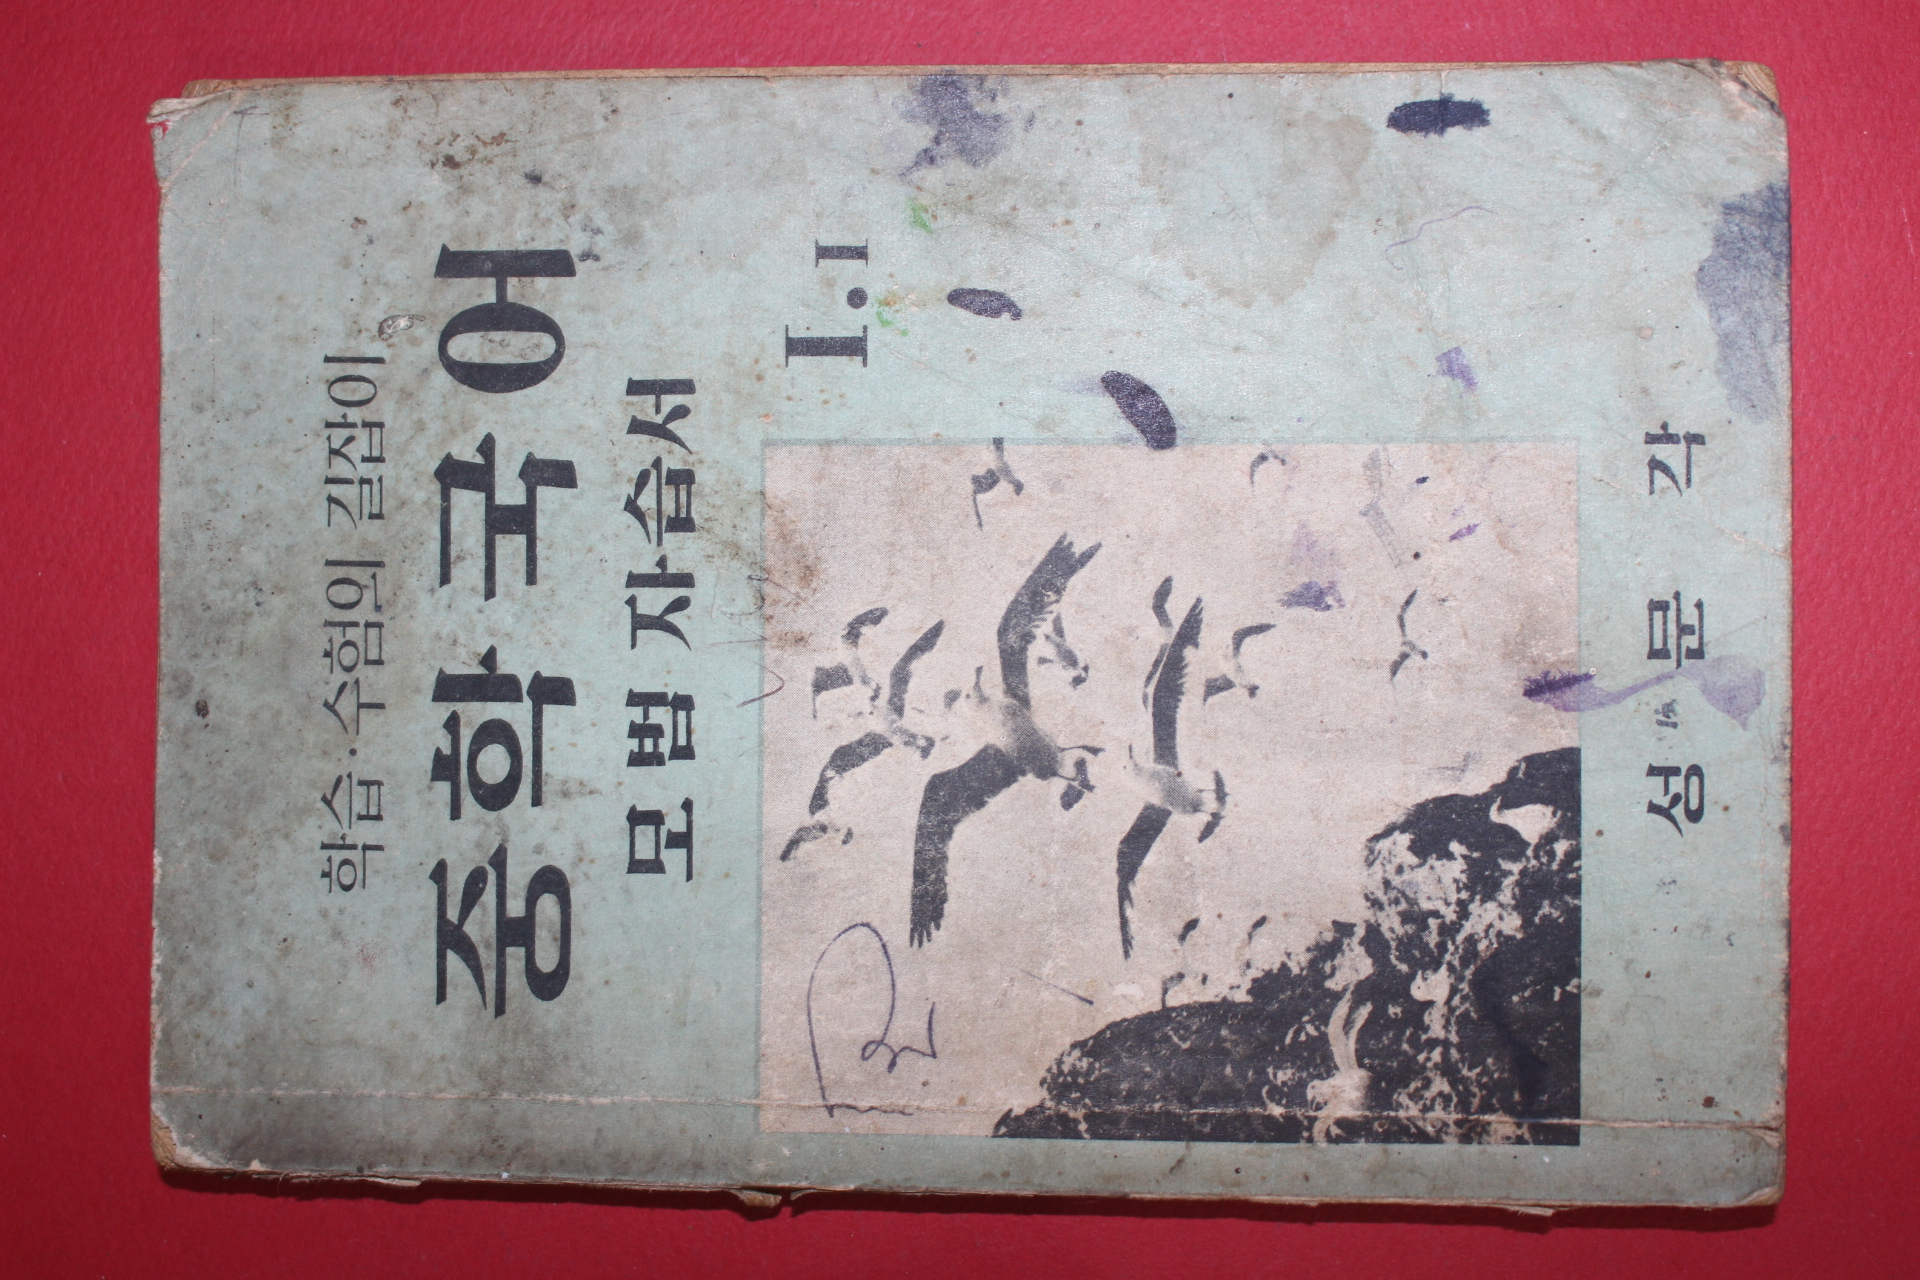 학습·수험의 길잡이
중학국어
모범 자습서
I.1
성문각